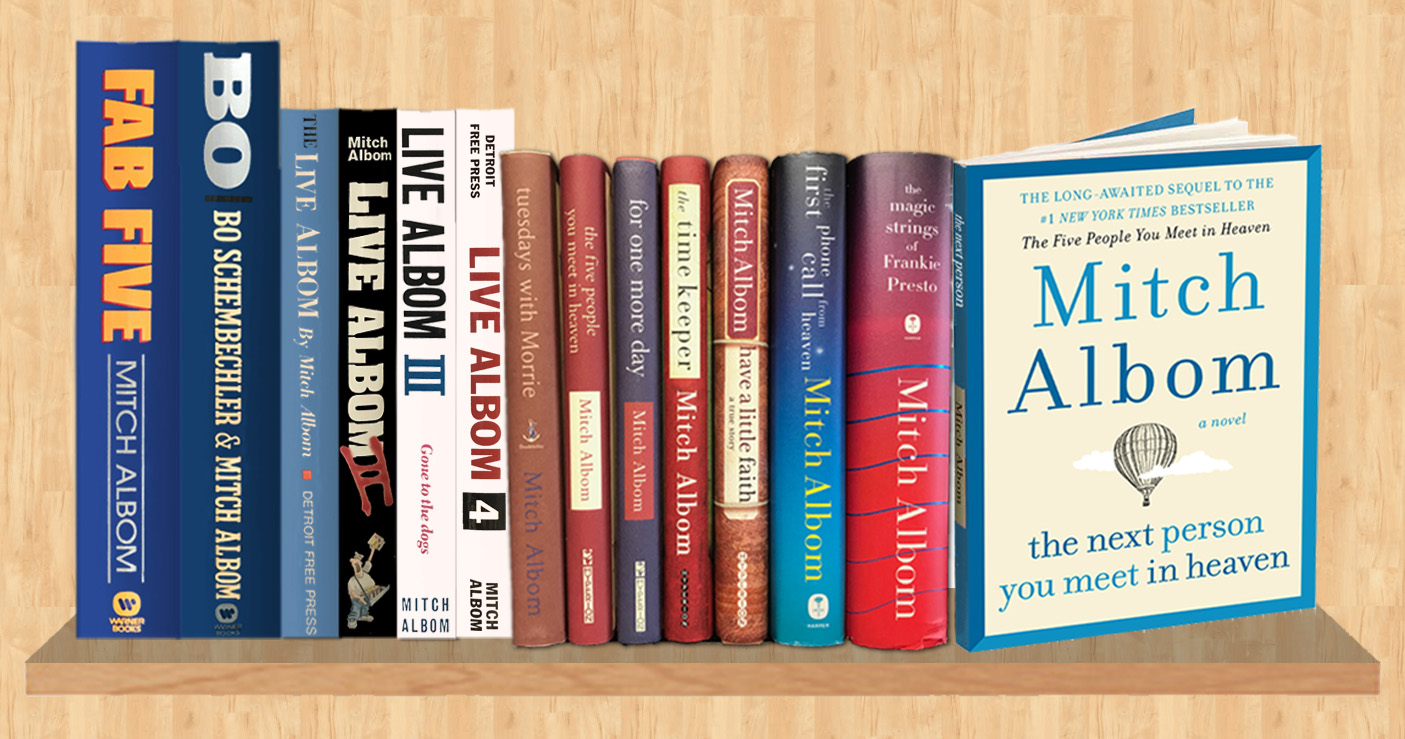 FAB FIVE
MITCH ALBOM
WARNER
BOOKS
BO
BO SCHEMBECHLER & MITCH ALBOM
WARNER
BOOKS
THE LIVE ALBOM By Mitch Albom
DETROIT FREE PRESS
Mitch
Albom
LIVE ALBOM II
LIVE ALBOM III
Gone to the dogs
MITCH
ALBOM
DETROIT
FREE PRESS
LIVE ALBOM 4
MITCH
ALBOM
tuesdays with Morrie
Mitch Albom
the five people
you meet in heaven
Mitch Albom
for one more day
Mitch Albom
the time keeper
Mitch Albom
Mitch Albom
have a little faith
a true story
the
first phone
call from
heaven
Mitch Albom
HARPER
the
magic
strings
of
Frankie
Presto
Mitch Albom
the next person
Mitch Albom
THE LONG-AWAITED SEQUEL TO THE
#1 NEW YORK TIMES BESTSELLER
The Five People You Meet in Heaven
Mitch
Albom
a novel
the next person
you meet in heaven